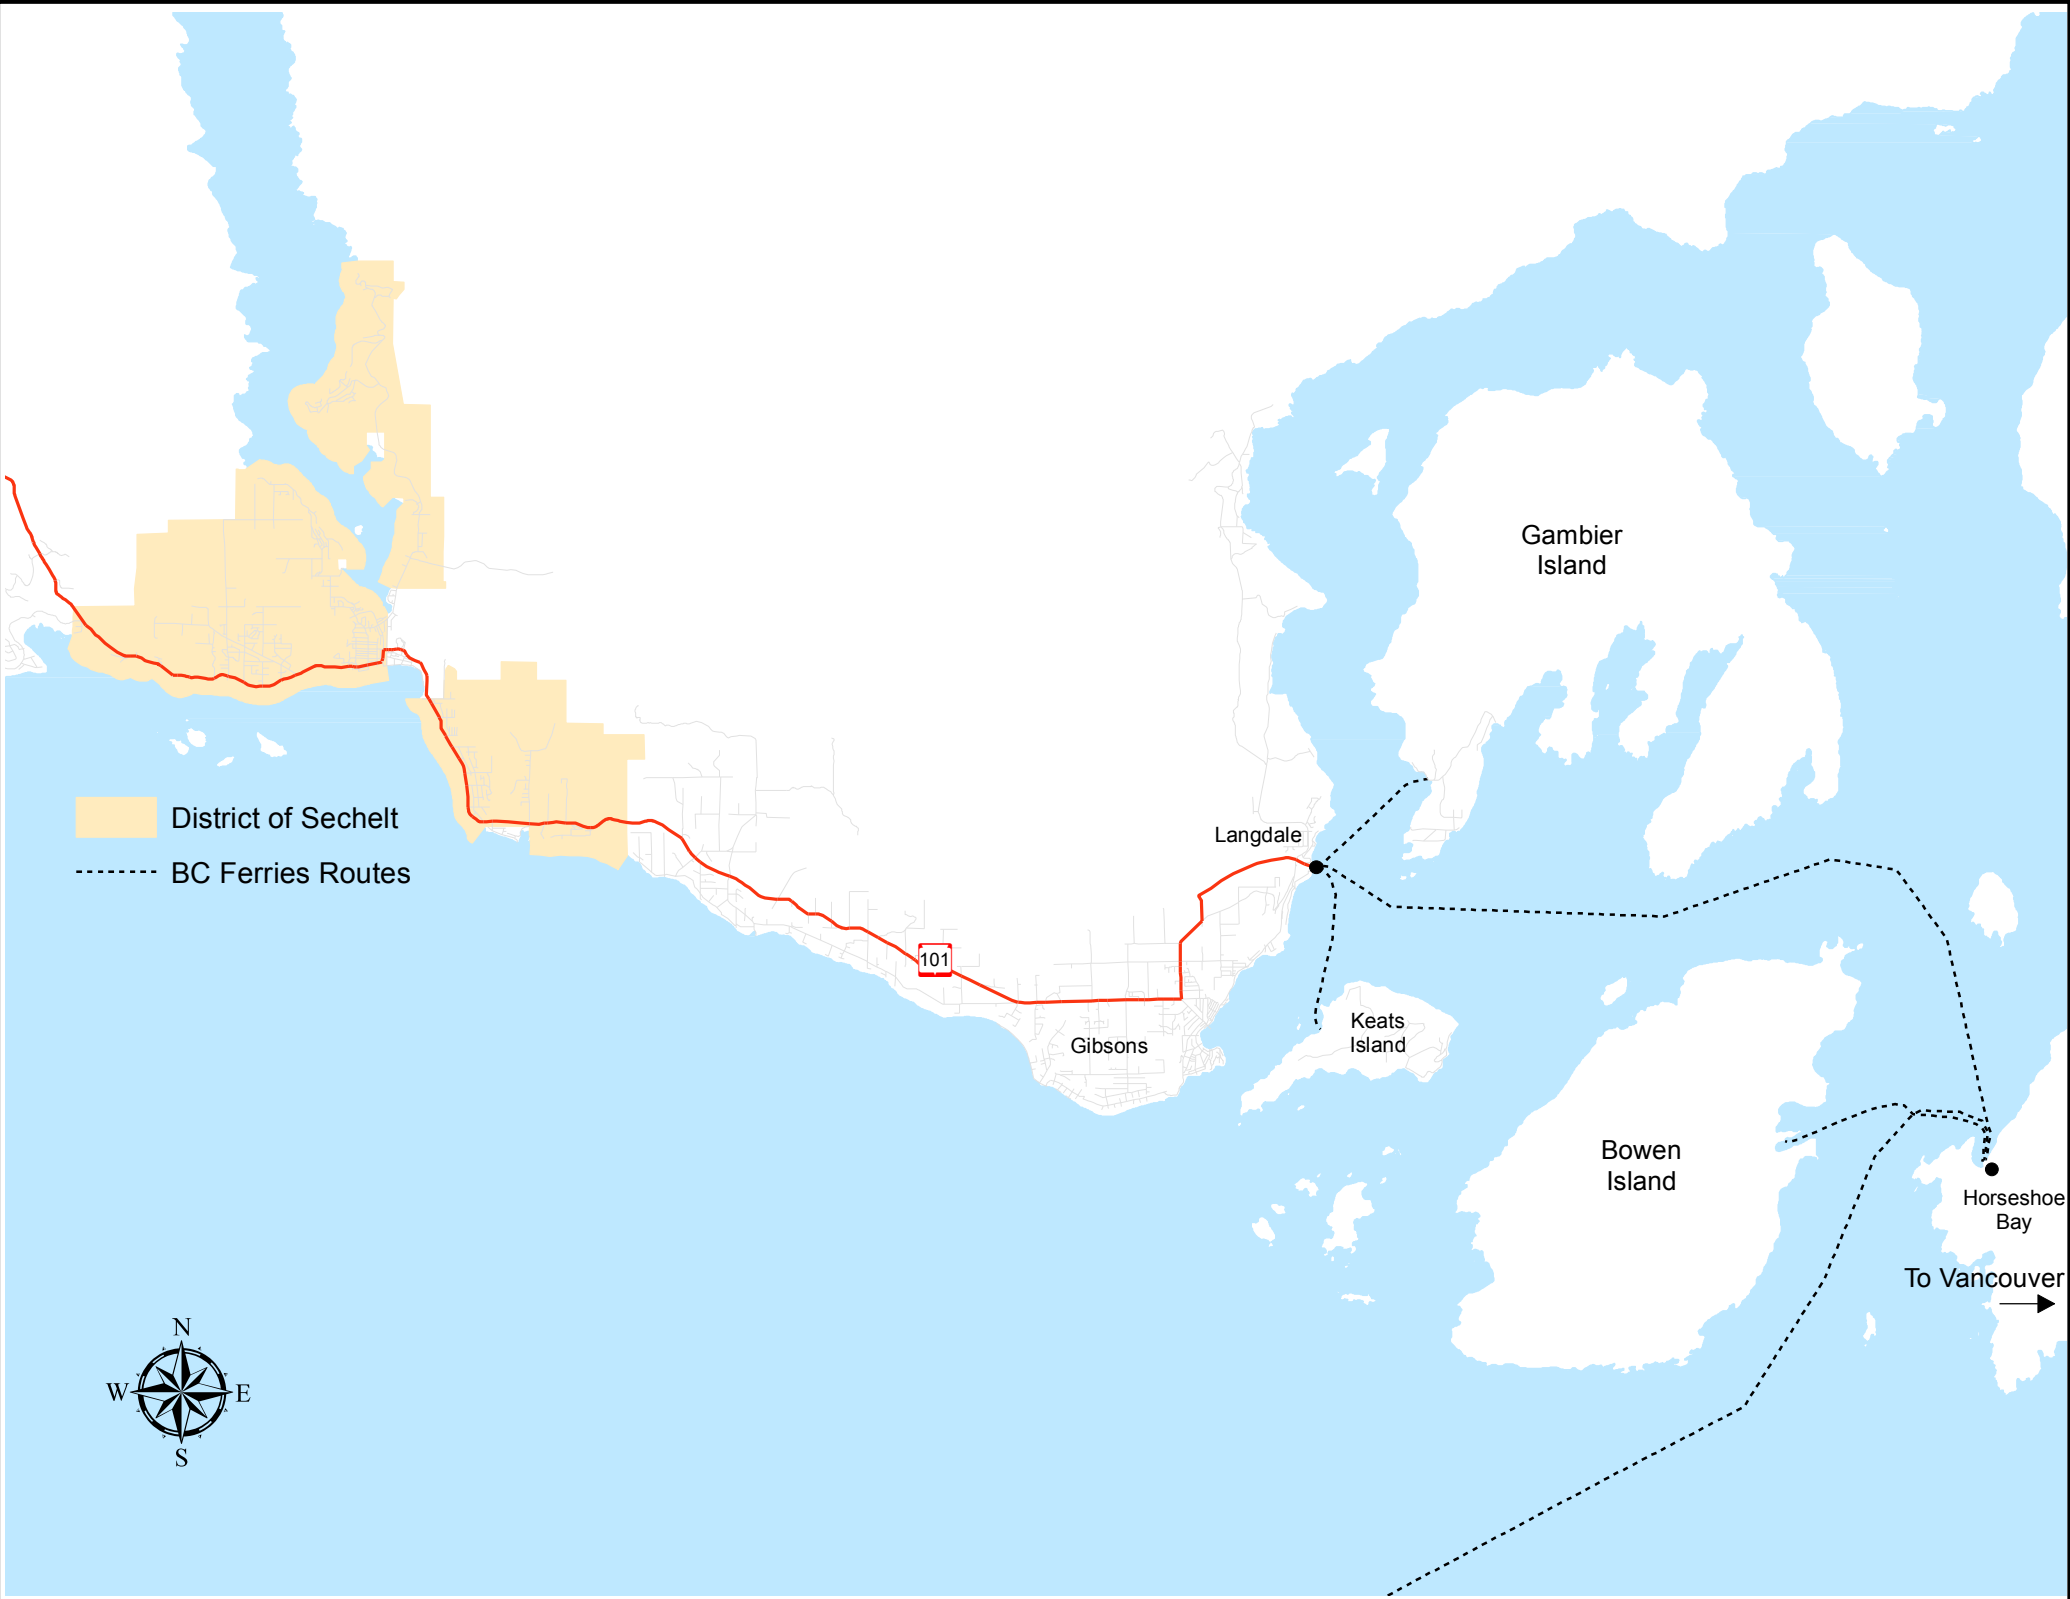 Gambier
Island
District of Sechelt
BC Ferries Routes
Langdale
101
Gibsons
Keats
Island
Bowen
Island
Horseshoe
Bay
To Vancouver
N
W
E
S